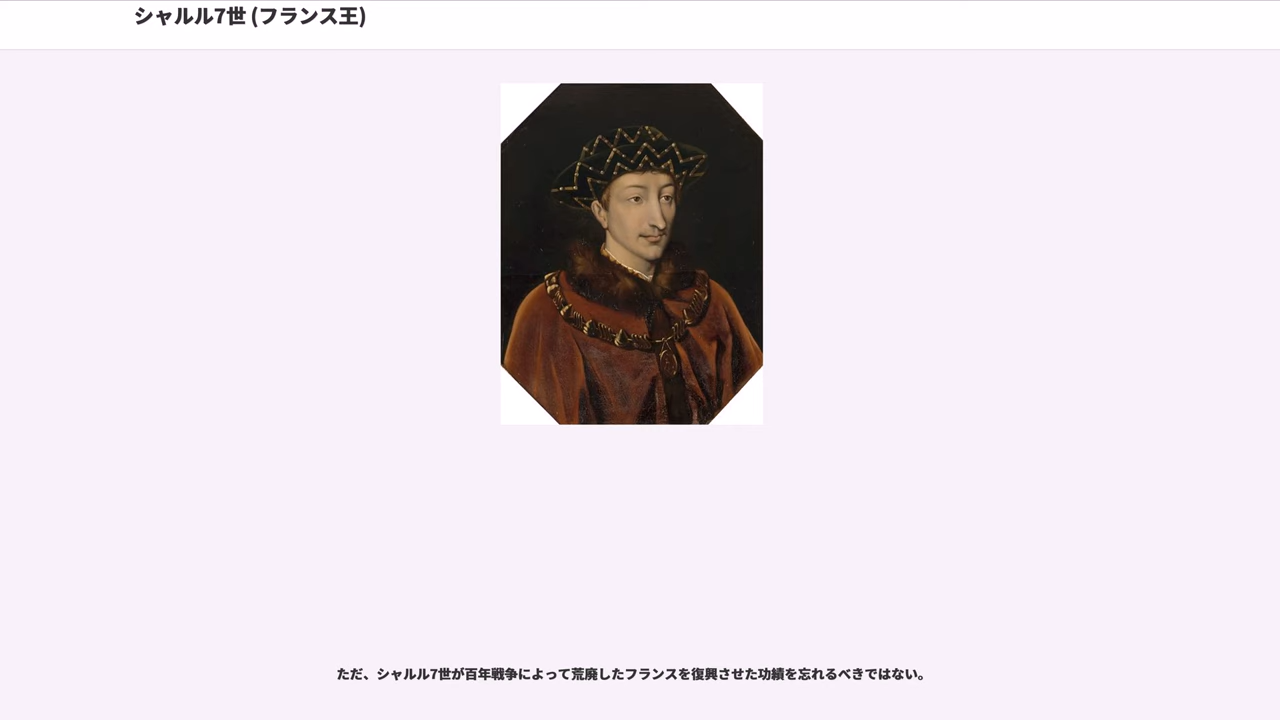 シャルル7世 (フランス王)
ただ、シャルル7世が百年戦争によって荒廃したフランスを復興させた功績を忘れるべきではない。